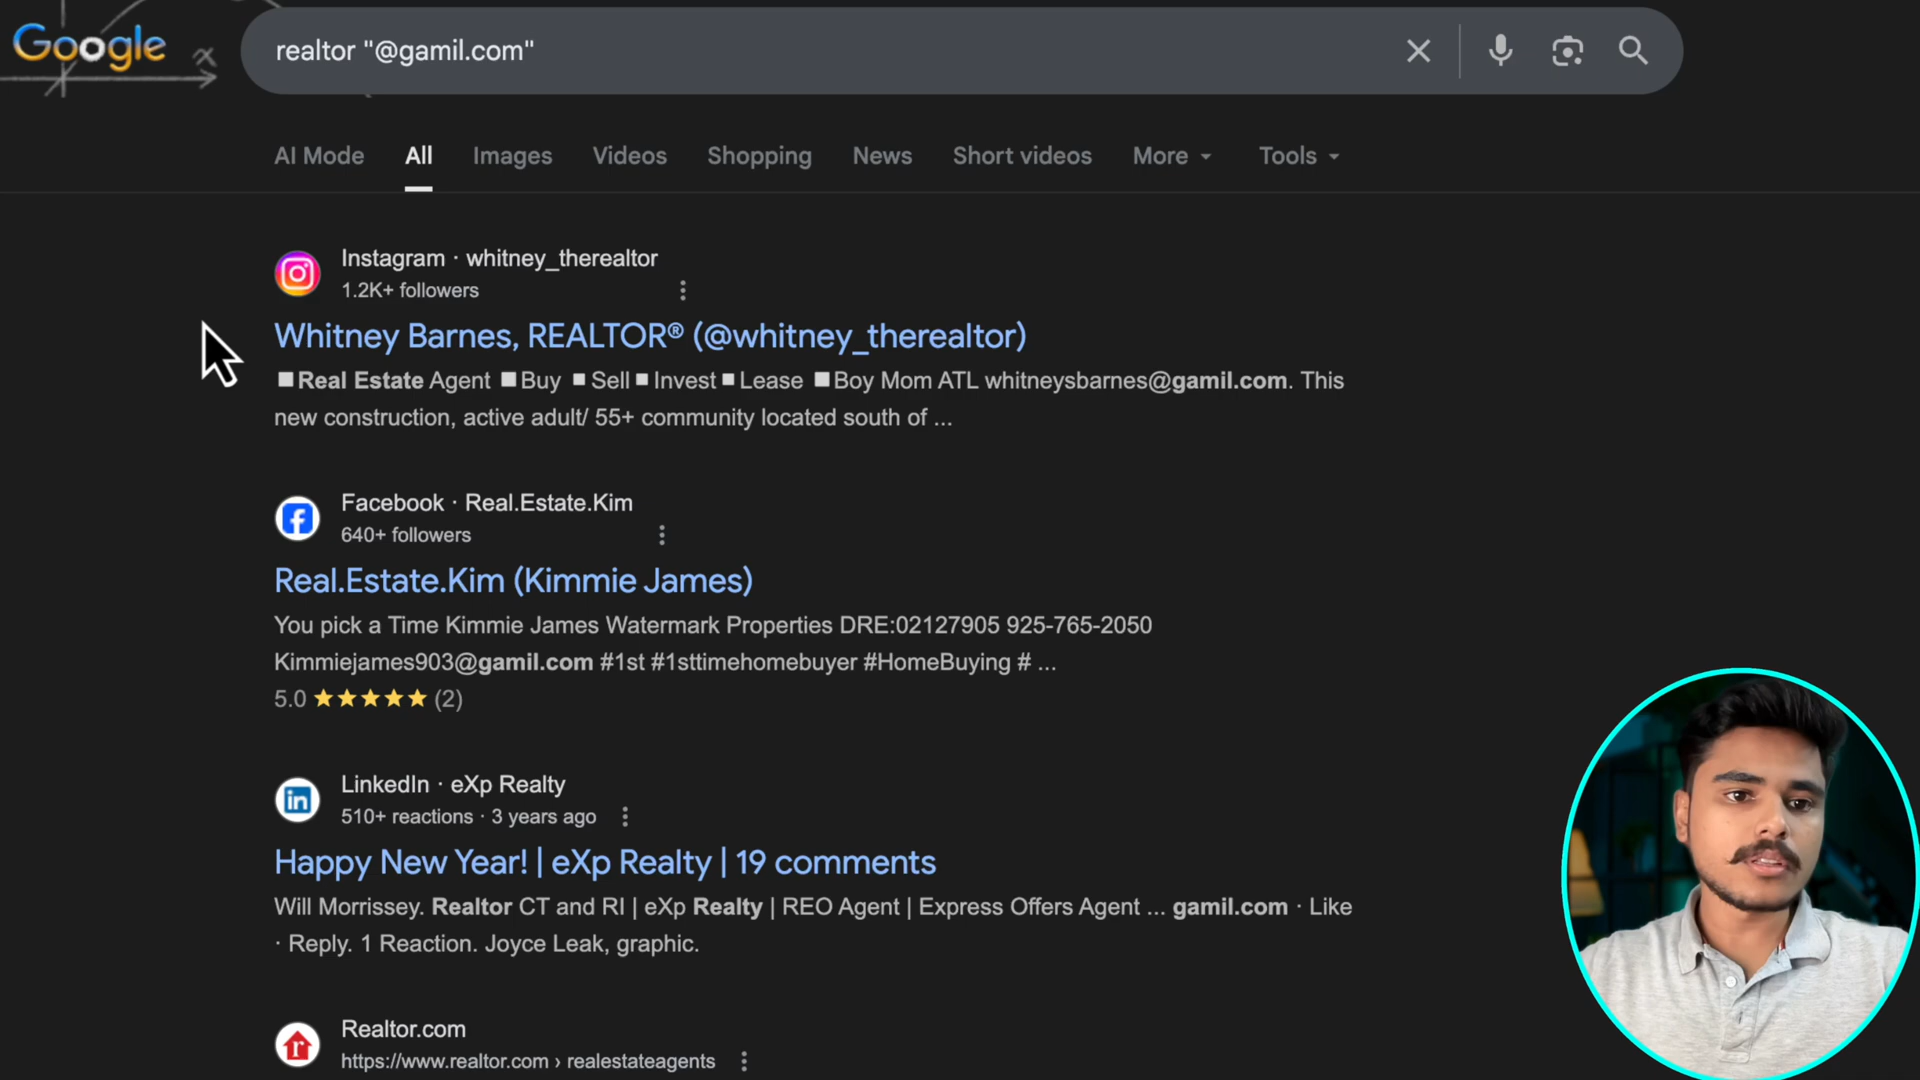 Google
x
realtor "@gamil.com"
AI Mode
All
Images
Videos
Shopping
News
Short videos
More
Tools
Instagram · whitney_therealtor
1.2K+ followers
Whitney Barnes, REALTOR® (@whitney_therealtor)
■Real Estate Agent ■Buy ■Sell■Invest■Lease ■Boy Mom ATL whitneysbarnes@gamil.com. This
new construction, active adult/ 55+ community located south of ...
Facebook · Real.Estate.Kim
640+ followers
Real.Estate.Kim (Kimmie James)
You pick a Time Kimmie James Watermark Properties DRE:02127905 925-765-2050
Kimmiejames903@gamil.com #1st #1sttimehomebuyer #HomeBuying # ...
5.0 ★★★★★ (2)
in
LinkedIn · eXp Realty
510+ reactions · 3 years ago
Happy New Year! | eXp Realty | 19 comments
Will Morrissey. Realtor CT and RI | eXp Realty | REO Agent | Express Offers Agent ... gamil.com · Like
· Reply. 1 Reaction. Joyce Leak, graphic.
r
Realtor.com
https://www.realtor.com › realestateagents